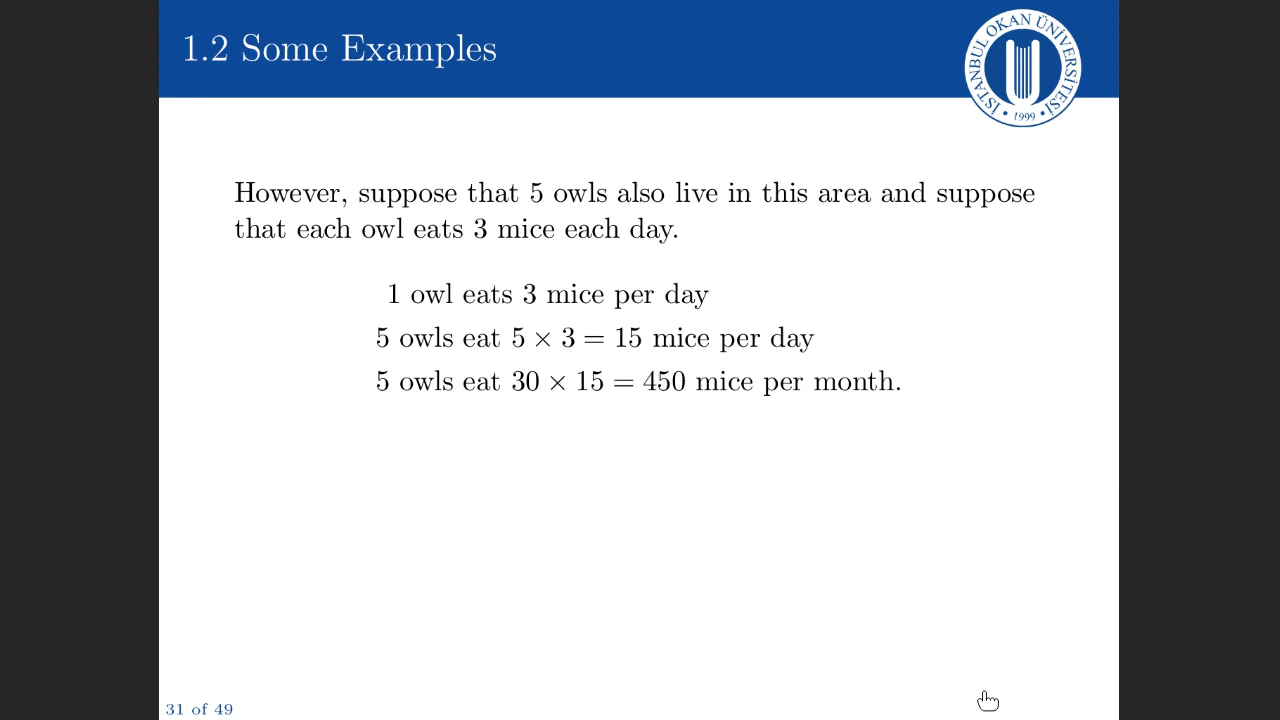 1.2 Some Examples
İSTANBUL OKAN ÜNİVERSİTESİ
• 1999 •
However, suppose that 5 owls also live in this area and suppose
that each owl eats 3 mice each day.
1 owl eats 3 mice per day
5 owls eat 5 × 3 = 15 mice per day
5 owls eat 30 × 15 = 450 mice per month.
31 of 49